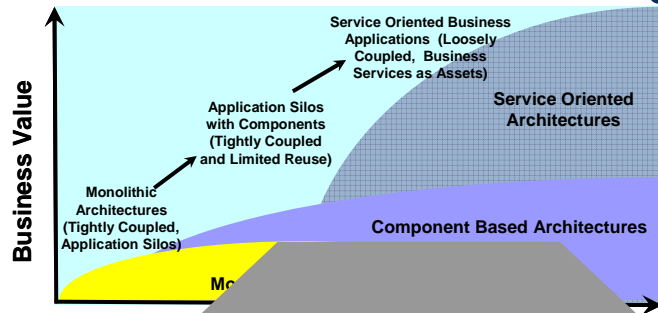 Service Oriented Business
Applications (Loosely
Coupled, Business
Services as Assets)
Application Silos
with Components
(Tightly Coupled
and Limited Reuse)
Service Oriented
Architectures
Monolithic
Architectures
(Tightly Coupled,
Application Silos)
Component Based Architectures
Business Value